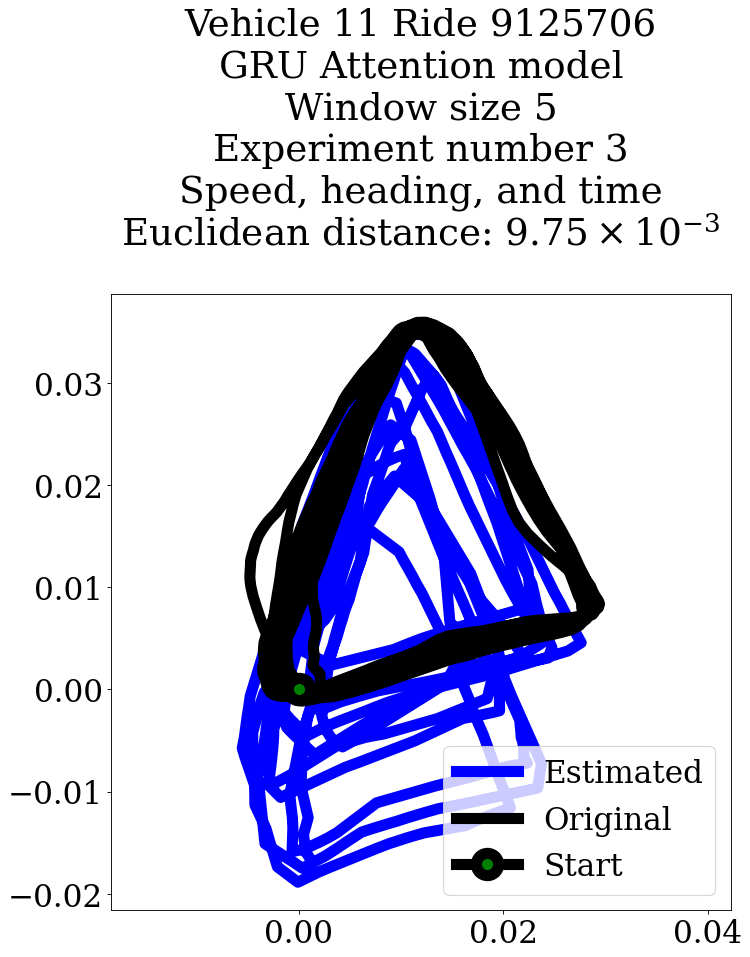 Vehicle 11 Ride 9125706
GRU Attention model
Window size 5
Experiment number 3
Speed, heading, and time
Euclidean distance: 9.75 × 10⁻³
0.03
0.02
0.01
0.00
−0.01
−0.02
Estimated
Original
Start
0.00
0.02
0.04